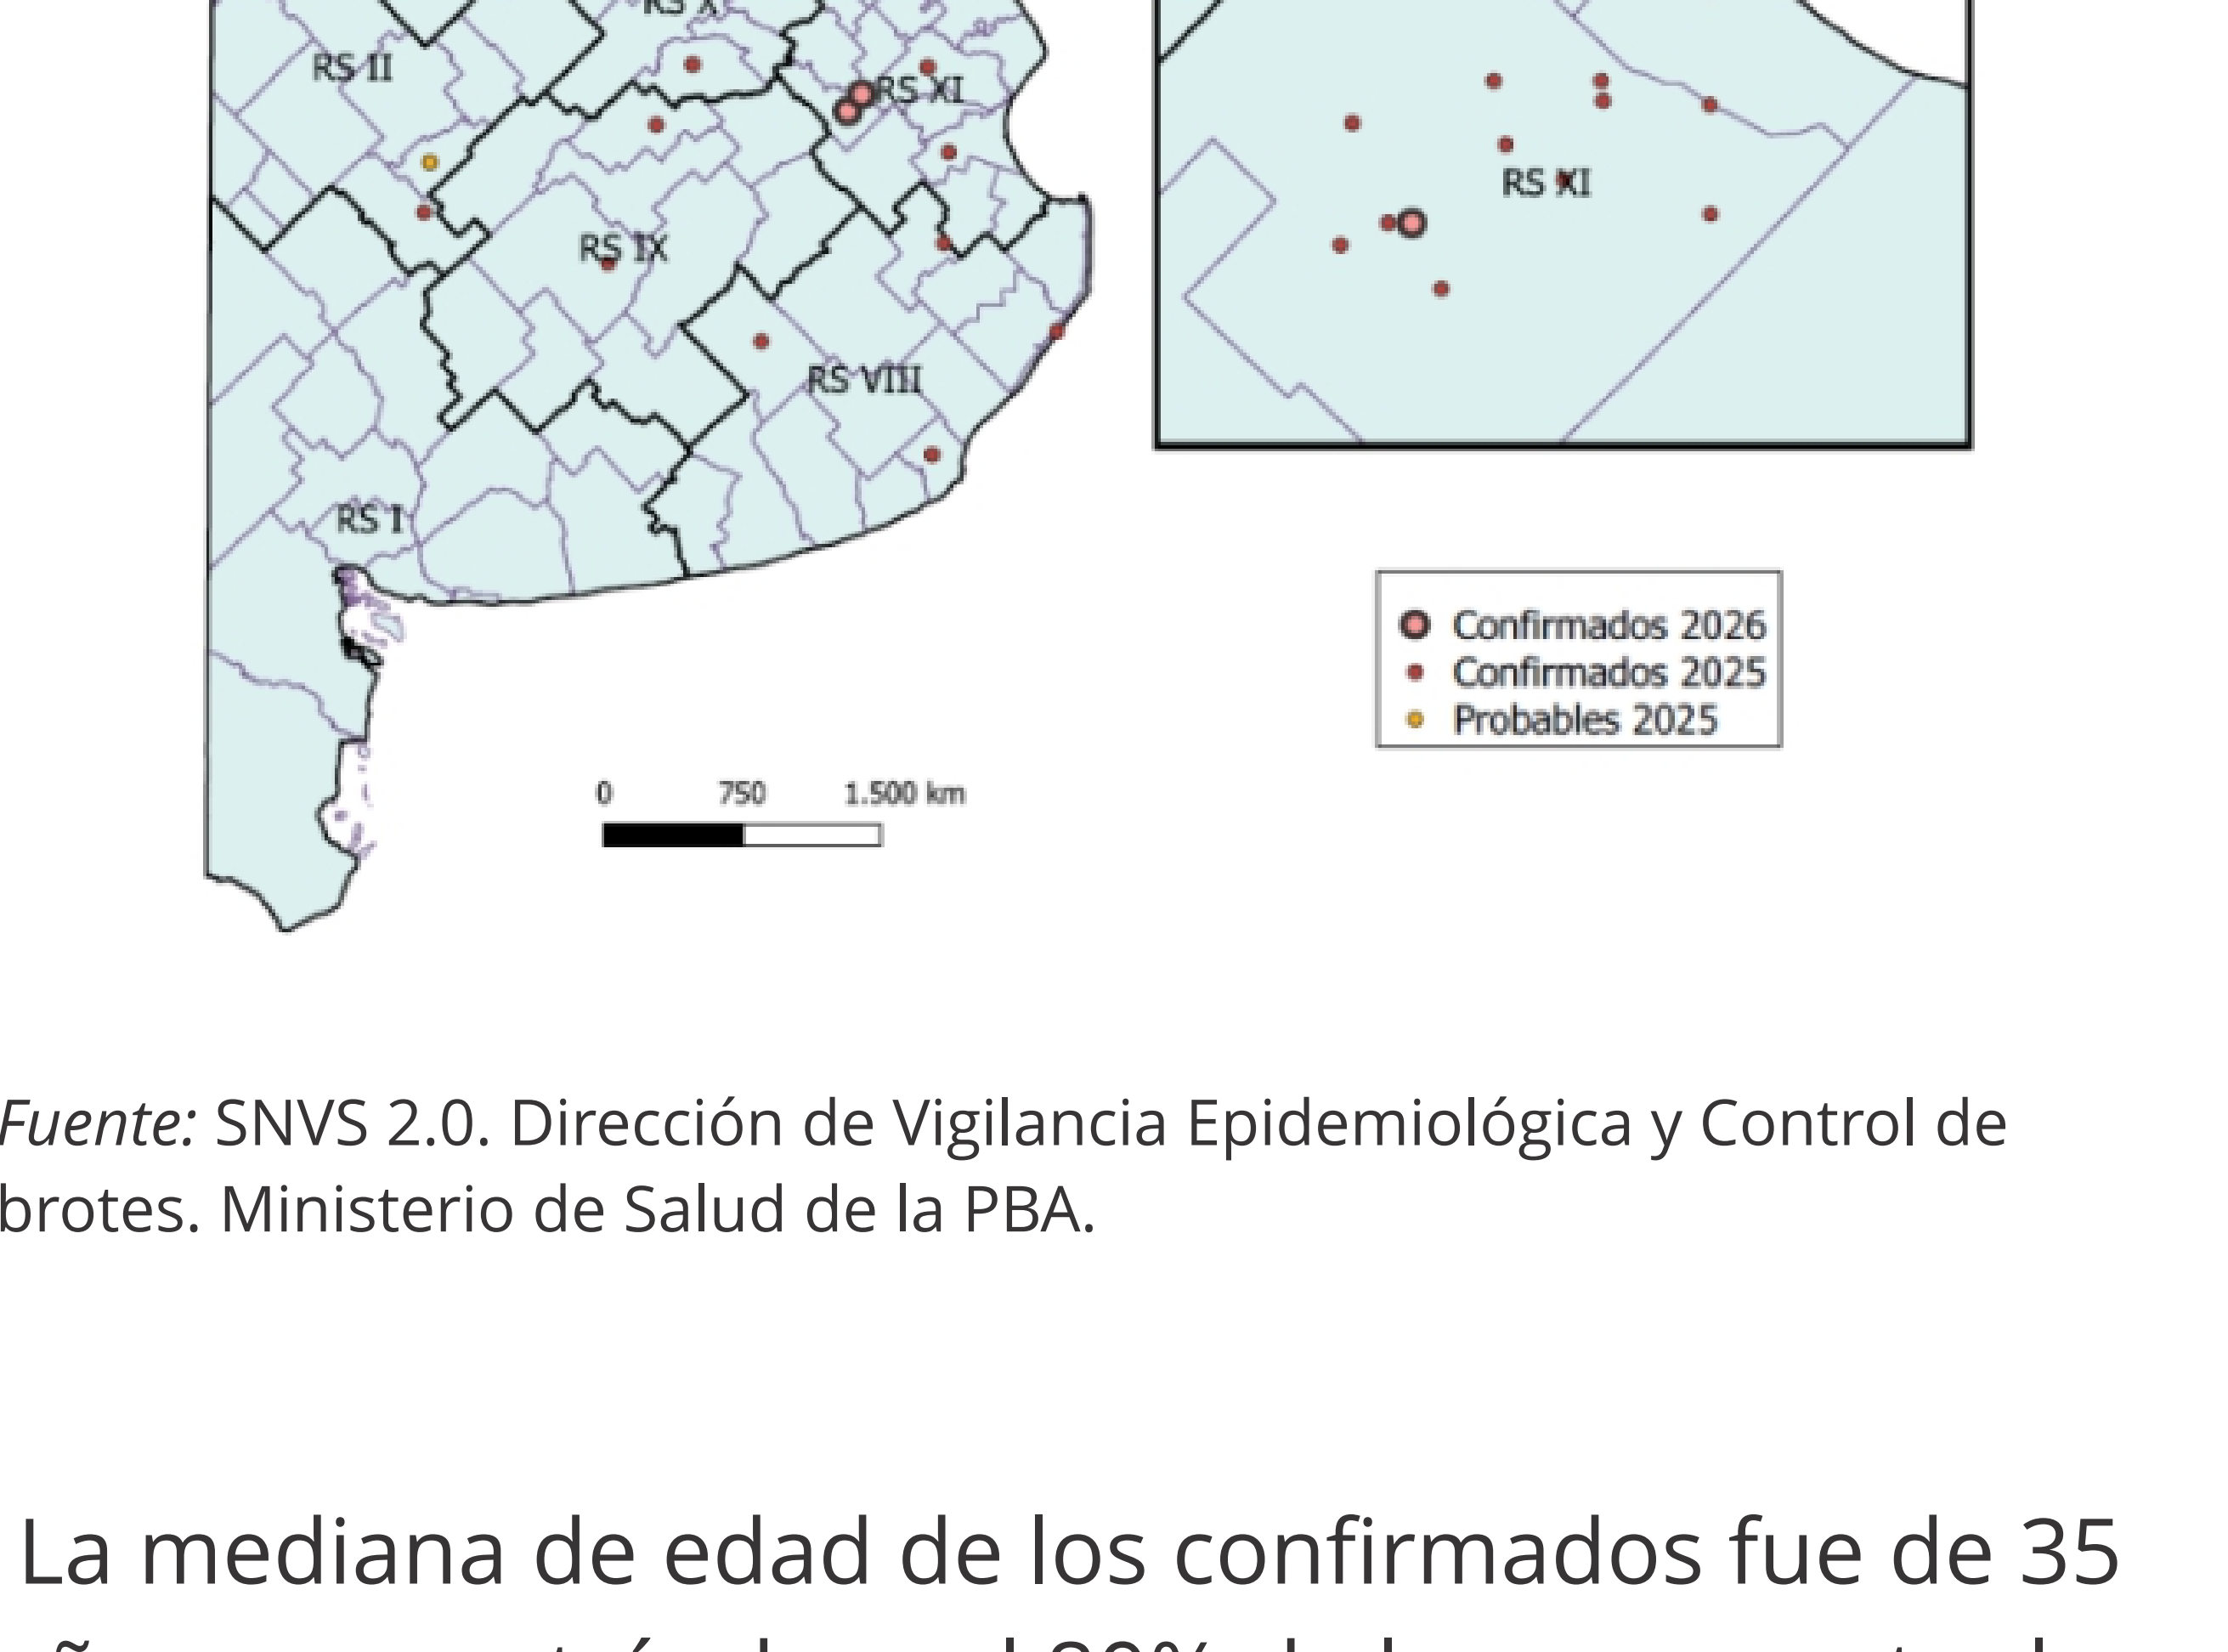 RS X
RS II
RS XI
RS IX
RS VIII
RS I
0 750 1.500 km
RS XI
Confirmados 2026
Confirmados 2025
Probables 2025
Fuente: SNVS 2.0. Dirección de Vigilancia Epidemiológica y Control de
brotes. Ministerio de Salud de la PBA.
La mediana de edad de los confirmados fue de 35